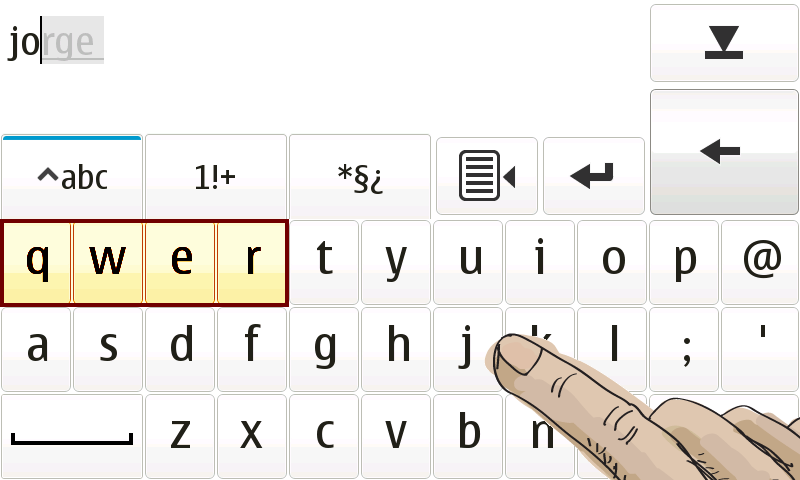 jorge
^abc 1!+ *§¿
q w e r t y u i o p @
a s d f g h j k l ; '
z x c v b n